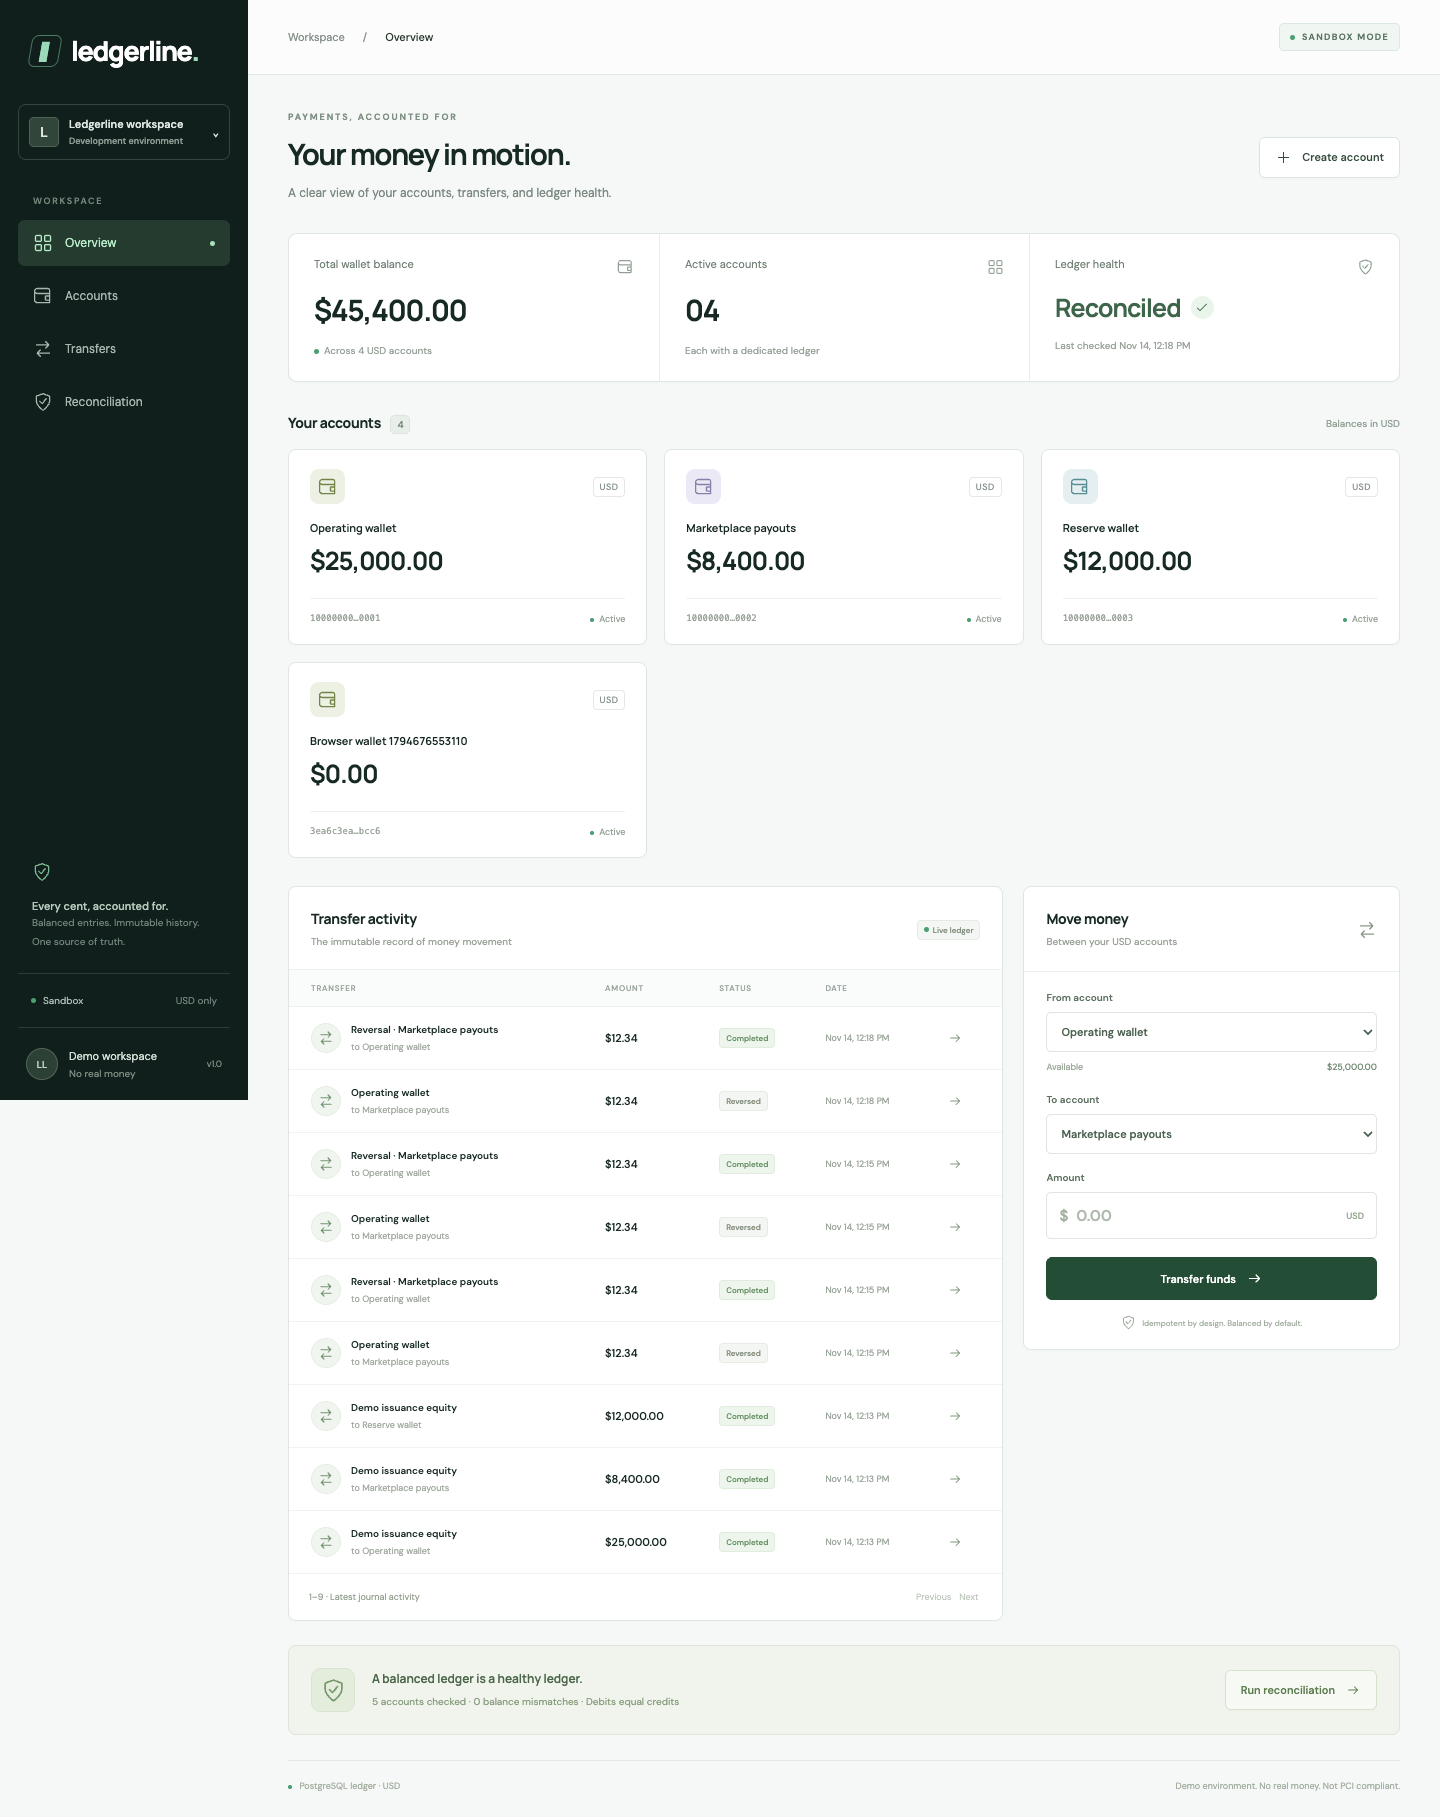 ledgerline.
L
Ledgerline workspace
Development environment
WORKSPACE
Overview
Accounts
Transfers
Reconciliation
Every cent, accounted for.
Balanced entries. Immutable history.
One source of truth.
Sandbox USD only
LL
Demo workspace
No real money
v1.0
Workspace / Overview
SANDBOX MODE
PAYMENTS, ACCOUNTED FOR
Your money in motion.
A clear view of your accounts, transfers, and ledger health.
Create account
Total wallet balance
$45,400.00
Across 4 USD accounts
Active accounts
04
Each with a dedicated ledger
Ledger health
Reconciled
Last checked Nov 14, 12:18 PM
Your accounts 4
Balances in USD
USD
Operating wallet
$25,000.00
10000000…0001 Active
USD
Marketplace payouts
$8,400.00
10000000…0002 Active
USD
Reserve wallet
$12,000.00
10000000…0003 Active
USD
Browser wallet 1794676553110
$0.00
3ea6c3ea…bcc6 Active
Transfer activity
The immutable record of money movement
Live ledger
TRANSFER AMOUNT STATUS DATE
Reversal · Marketplace payouts
to Operating wallet
$12.34 Completed Nov 14, 12:18 PM →
Operating wallet
to Marketplace payouts
$12.34 Reversed Nov 14, 12:18 PM →
Reversal · Marketplace payouts
to Operating wallet
$12.34 Completed Nov 14, 12:15 PM →
Operating wallet
to Marketplace payouts
$12.34 Reversed Nov 14, 12:15 PM →
Reversal · Marketplace payouts
to Operating wallet
$12.34 Completed Nov 14, 12:15 PM →
Operating wallet
to Marketplace payouts
$12.34 Reversed Nov 14, 12:15 PM →
Demo issuance equity
to Reserve wallet
$12,000.00 Completed Nov 14, 12:13 PM →
Demo issuance equity
to Marketplace payouts
$8,400.00 Completed Nov 14, 12:13 PM →
Demo issuance equity
to Operating wallet
$25,000.00 Completed Nov 14, 12:13 PM →
1–9 · Latest journal activity
Previous Next
Move money
Between your USD accounts
From account
Operating wallet
Available $25,000.00
To account
Marketplace payouts
Amount
$ 0.00 USD
Transfer funds →
Idempotent by design. Balanced by default.
A balanced ledger is a healthy ledger.
5 accounts checked · 0 balance mismatches · Debits equal credits
Run reconciliation →
PostgreSQL ledger · USD
Demo environment. No real money. Not PCI compliant.